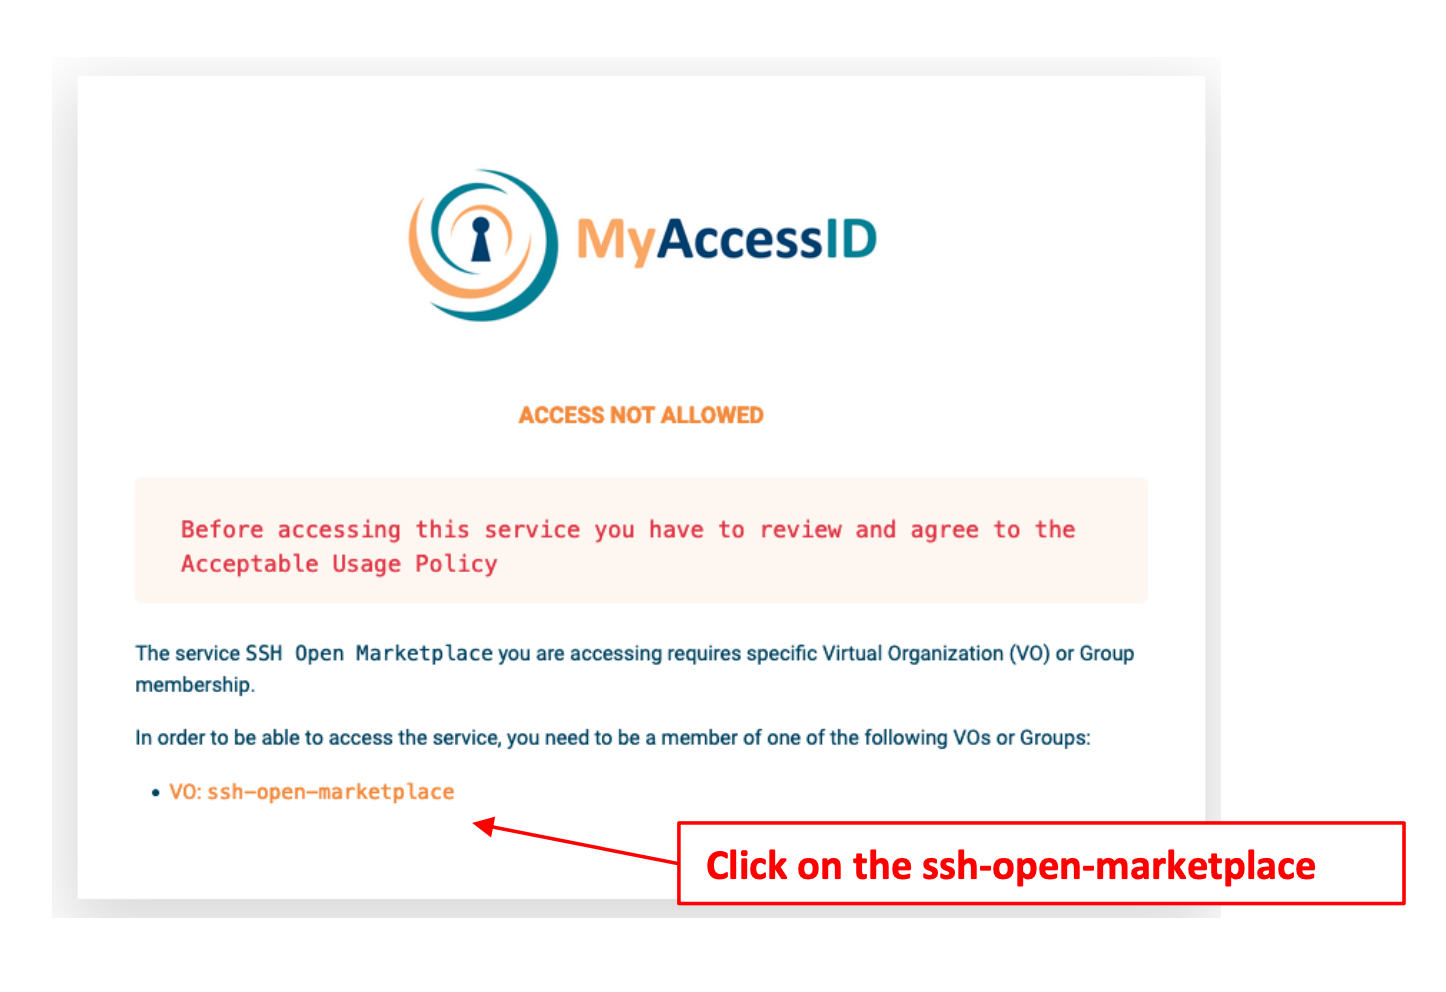 MyAccessID
ACCESS NOT ALLOWED
Before accessing this service you have to review and agree to the
Acceptable Usage Policy
The service SSH Open Marketplace you are accessing requires specific Virtual Organization (VO) or Group
membership.
In order to be able to access the service, you need to be a member of one of the following VOs or Groups:
• VO: ssh-open-marketplace
Click on the ssh-open-marketplace